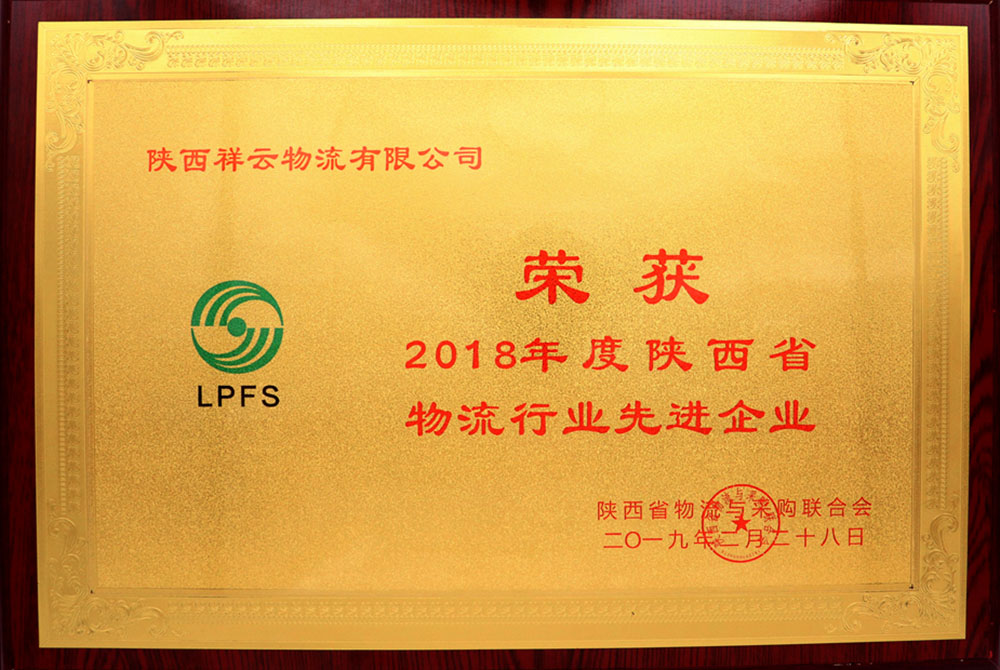 陕西祥云物流有限公司
荣获
2018年度陕西省
物流行业先进企业
LPFS
陕西省物流与采购联合会
二〇一九年二月二十八日